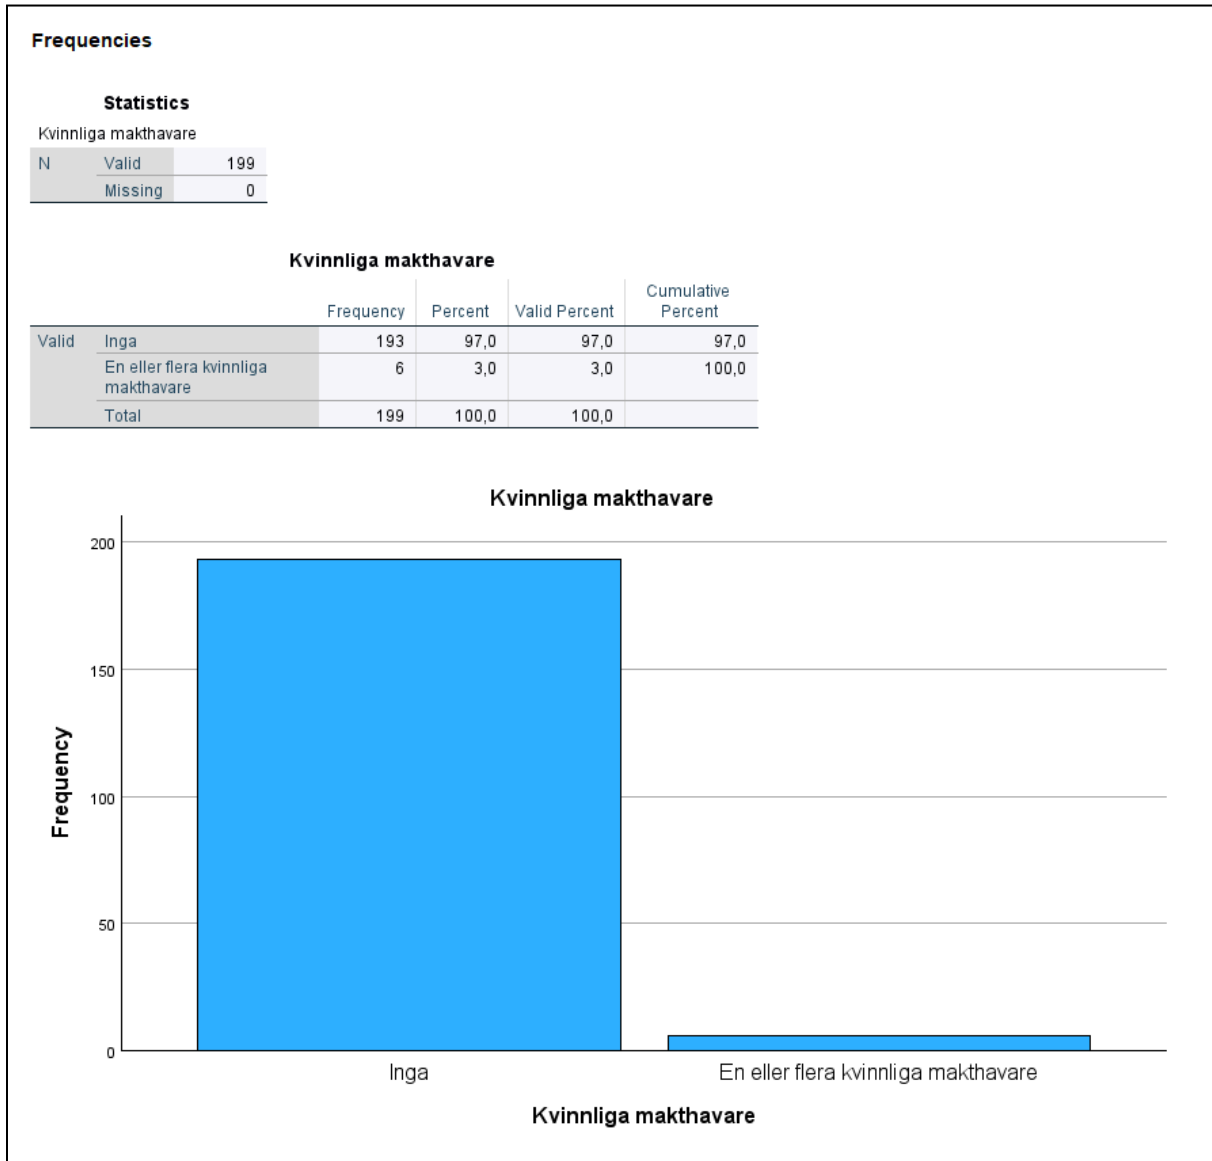 Frequencies
Statistics
Kvinnliga makthavare
N Valid 199
Missing 0
Kvinnliga makthavare
Frequency Percent Valid Percent Cumulative Percent
Valid Inga 193 97,0 97,0 97,0
En eller flera kvinnliga makthavare 6 3,0 3,0 100,0
Total 199 100,0 100,0
Kvinnliga makthavare
200
150
100
50
0
Frequency
Inga En eller flera kvinnliga makthavare
Kvinnliga makthavare